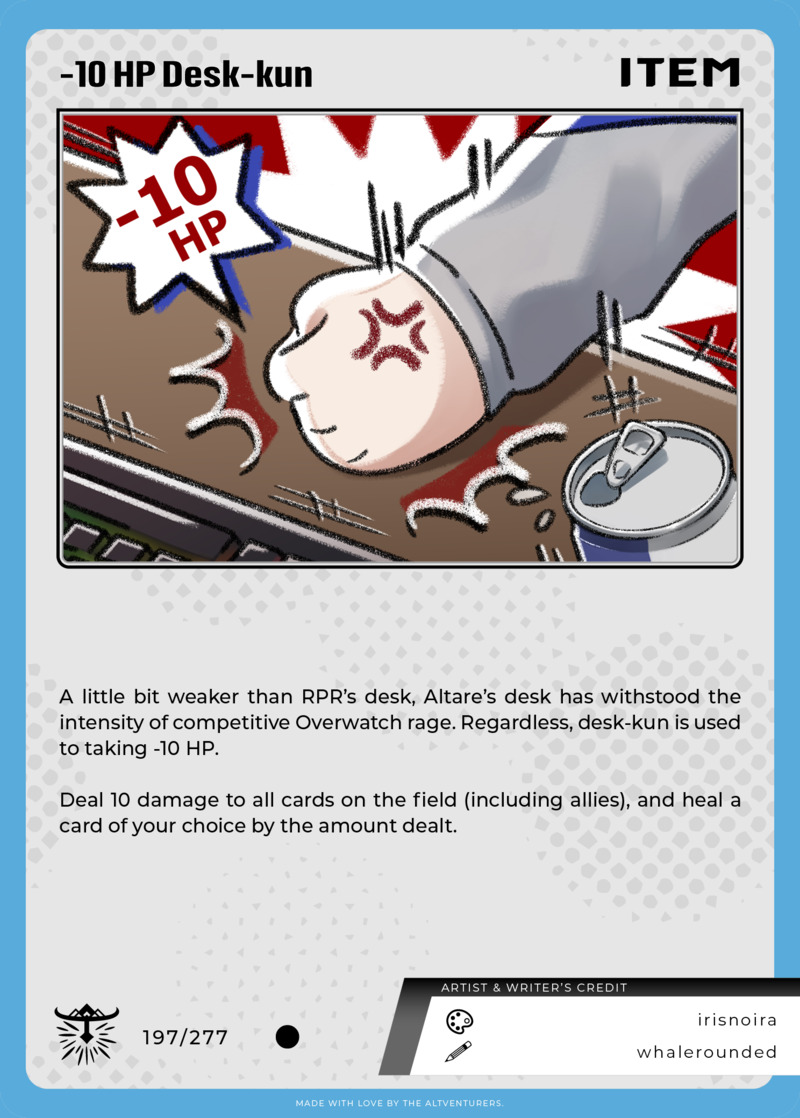 -10 HP Desk-kun
ITEM
-10
HP
A little bit weaker than RPR's desk, Altare's desk has withstood the
intensity of competitive Overwatch rage. Regardless, desk-kun is used
to taking -10 HP.
Deal 10 damage to all cards on the field (including allies), and heal a
card of your choice by the amount dealt.
ARTIST & WRITER'S CREDIT
irisnoira
197/277
whalerounded
MADE WITH LOVE BY THE ALTVENTURERS.